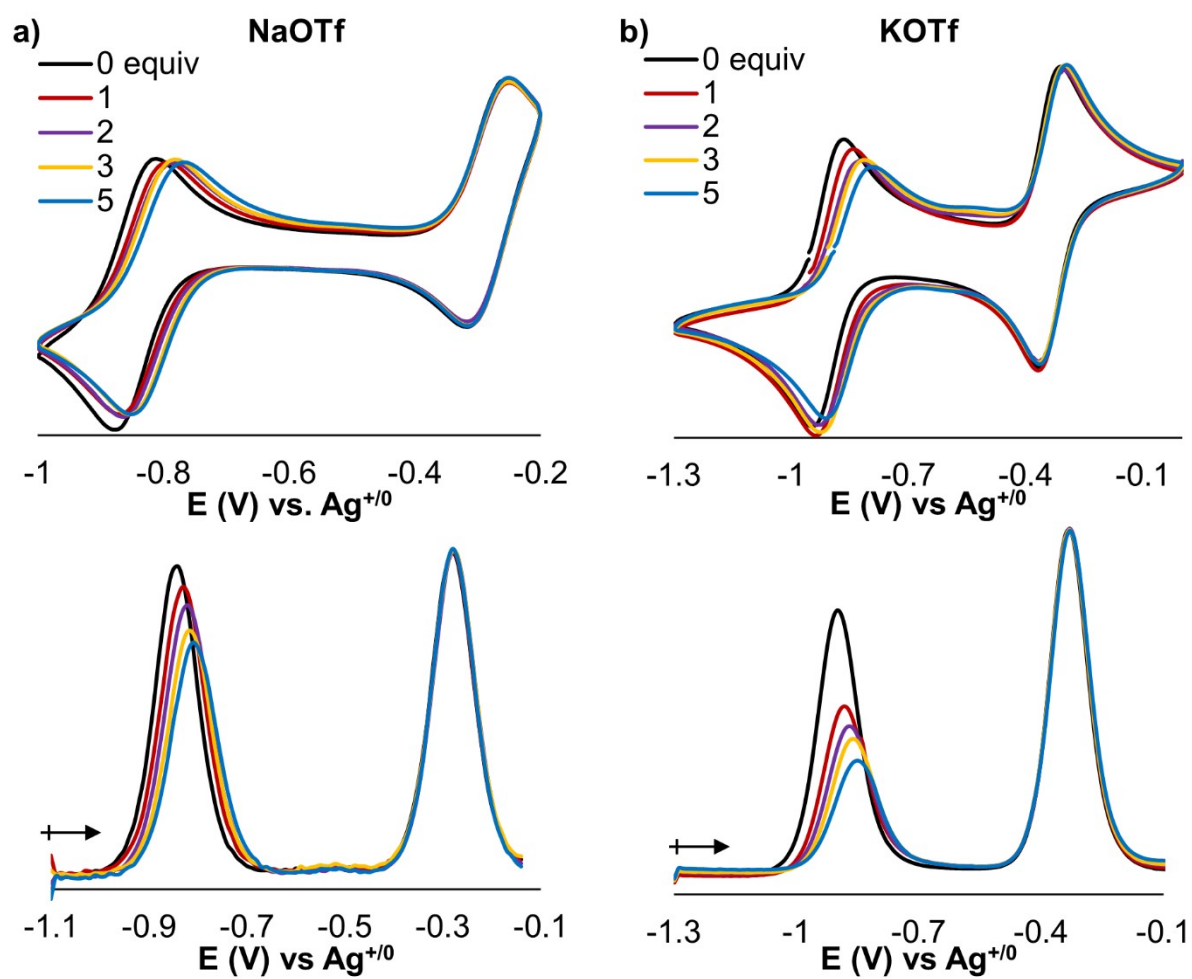 a) NaOTf
0 equiv
1
2
3
5
-1 -0.8 -0.6 -0.4 -0.2
E (V) vs. Ag+/0
-1.1 -0.9 -0.7 -0.5 -0.3 -0.1
E (V) vs Ag+/0
b) KOTf
0 equiv
1
2
3
5
-1.3 -1 -0.7 -0.4 -0.1
E (V) vs Ag+/0
-1.3 -1 -0.7 -0.4 -0.1
E (V) vs Ag+/0